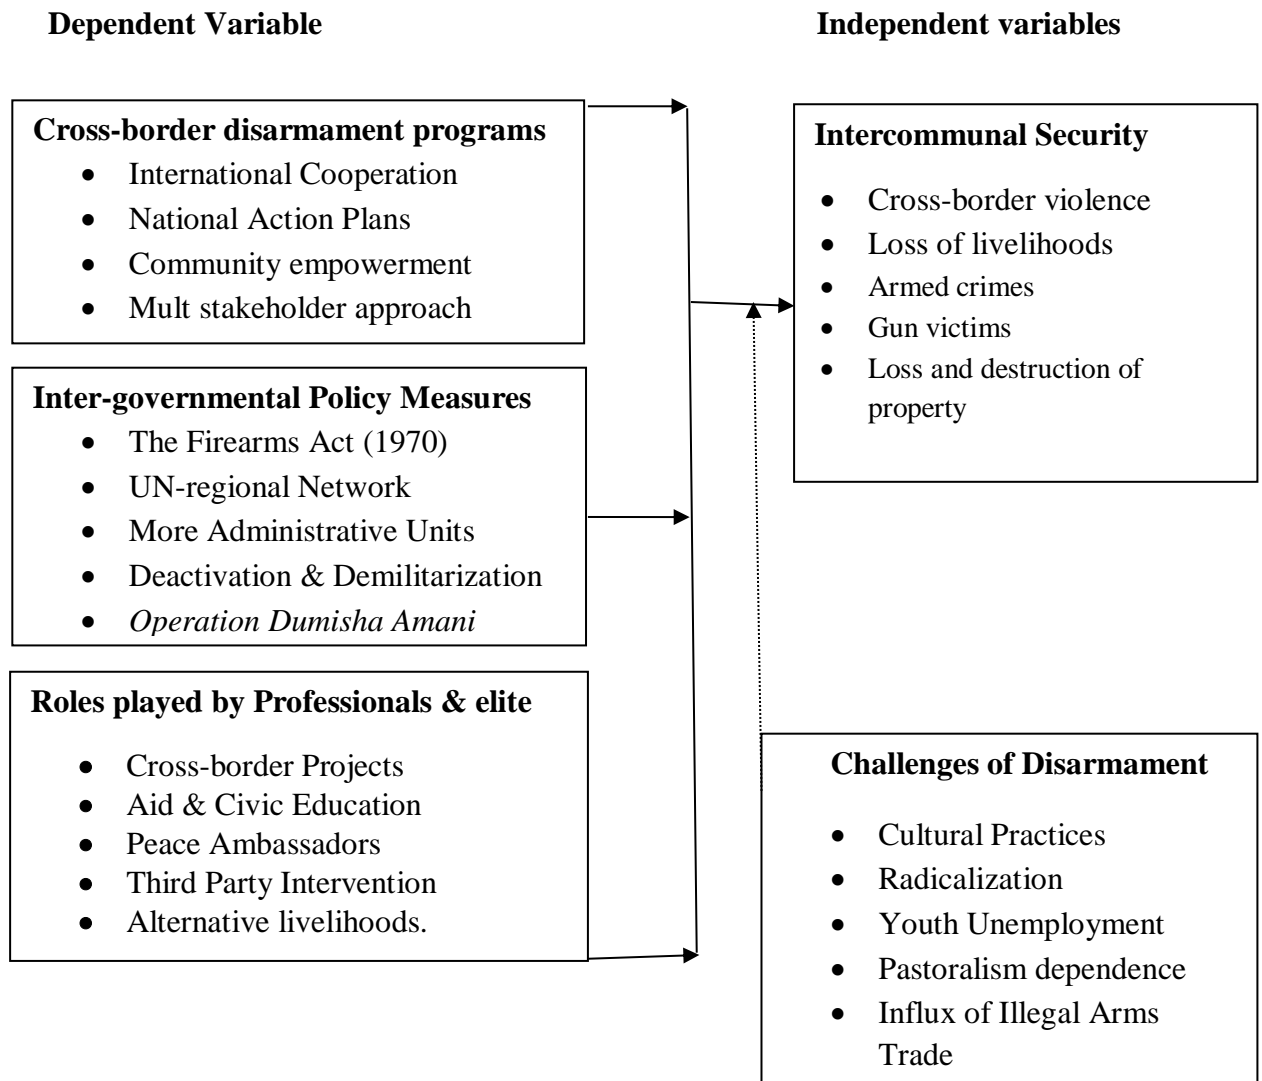 Dependent Variable
Independent variables
Cross-border disarmament programs
• International Cooperation
• National Action Plans
• Community empowerment
• Mult stakeholder approach
Inter-governmental Policy Measures
• The Firearms Act (1970)
• UN-regional Network
• More Administrative Units
• Deactivation & Demilitarization
• Operation Dumisha Amani
Roles played by Professionals & elite
• Cross-border Projects
• Aid & Civic Education
• Peace Ambassadors
• Third Party Intervention
• Alternative livelihoods.
Intercommunal Security
• Cross-border violence
• Loss of livelihoods
• Armed crimes
• Gun victims
• Loss and destruction of
property
Challenges of Disarmament
• Cultural Practices
• Radicalization
• Youth Unemployment
• Pastoralism dependence
• Influx of Illegal Arms
Trade